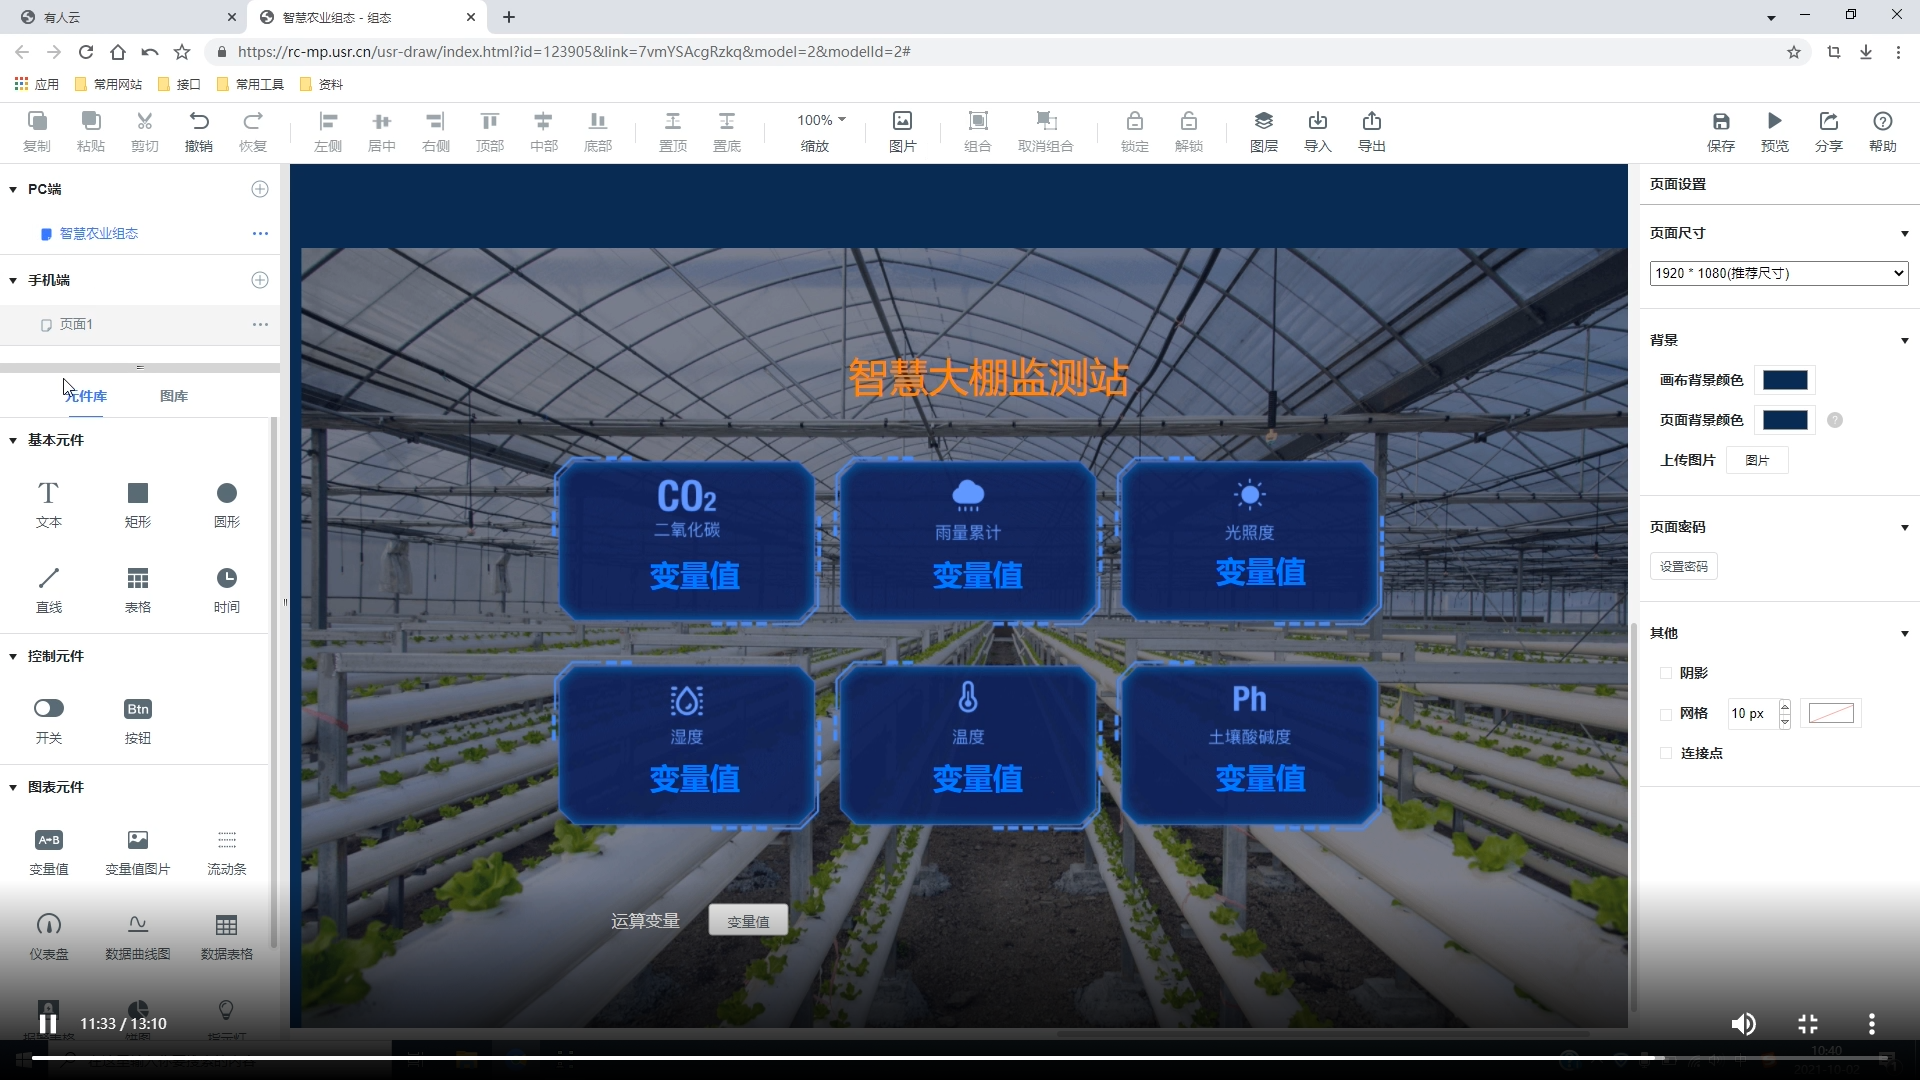 有人云
智慧农业组态 - 组态
https://rc-mp.usr.cn/usr-draw/index.html?id=123905&link=7vmYSAcgRzkq&model=2&modelId=2#
应用 常用网站 接口 常用工具 资料
复制 粘贴 剪切 撤销 恢复 左侧 居中 右侧 顶部 中部 底部 置顶 置底 100% 缩放 图片 组合 取消组合 锁定 解锁 图层 导入 导出 保存 预览 分享 帮助
PC端
智慧农业组态
手机端
页面1
元件库 图库
基本元件
文本 矩形 圆形
直线 表格 时间
控制元件
Btn
开关 按钮
图表元件
变量值 变量值图片 流动条
仪表盘 数据曲线图 数据表格
智慧大棚监测站
CO2
二氧化碳
变量值
雨量累计
变量值
光照度
变量值
湿度
变量值
温度
变量值
Ph
土壤酸碱度
变量值
运算变量 变量值
页面设置
页面尺寸
1920 * 1080(推荐尺寸)
背景
画布背景颜色
页面背景颜色
上传图片 图片
页面密码
设置密码
其他
阴影
网格 10 px
连接点
11:33 / 13:10
10:40